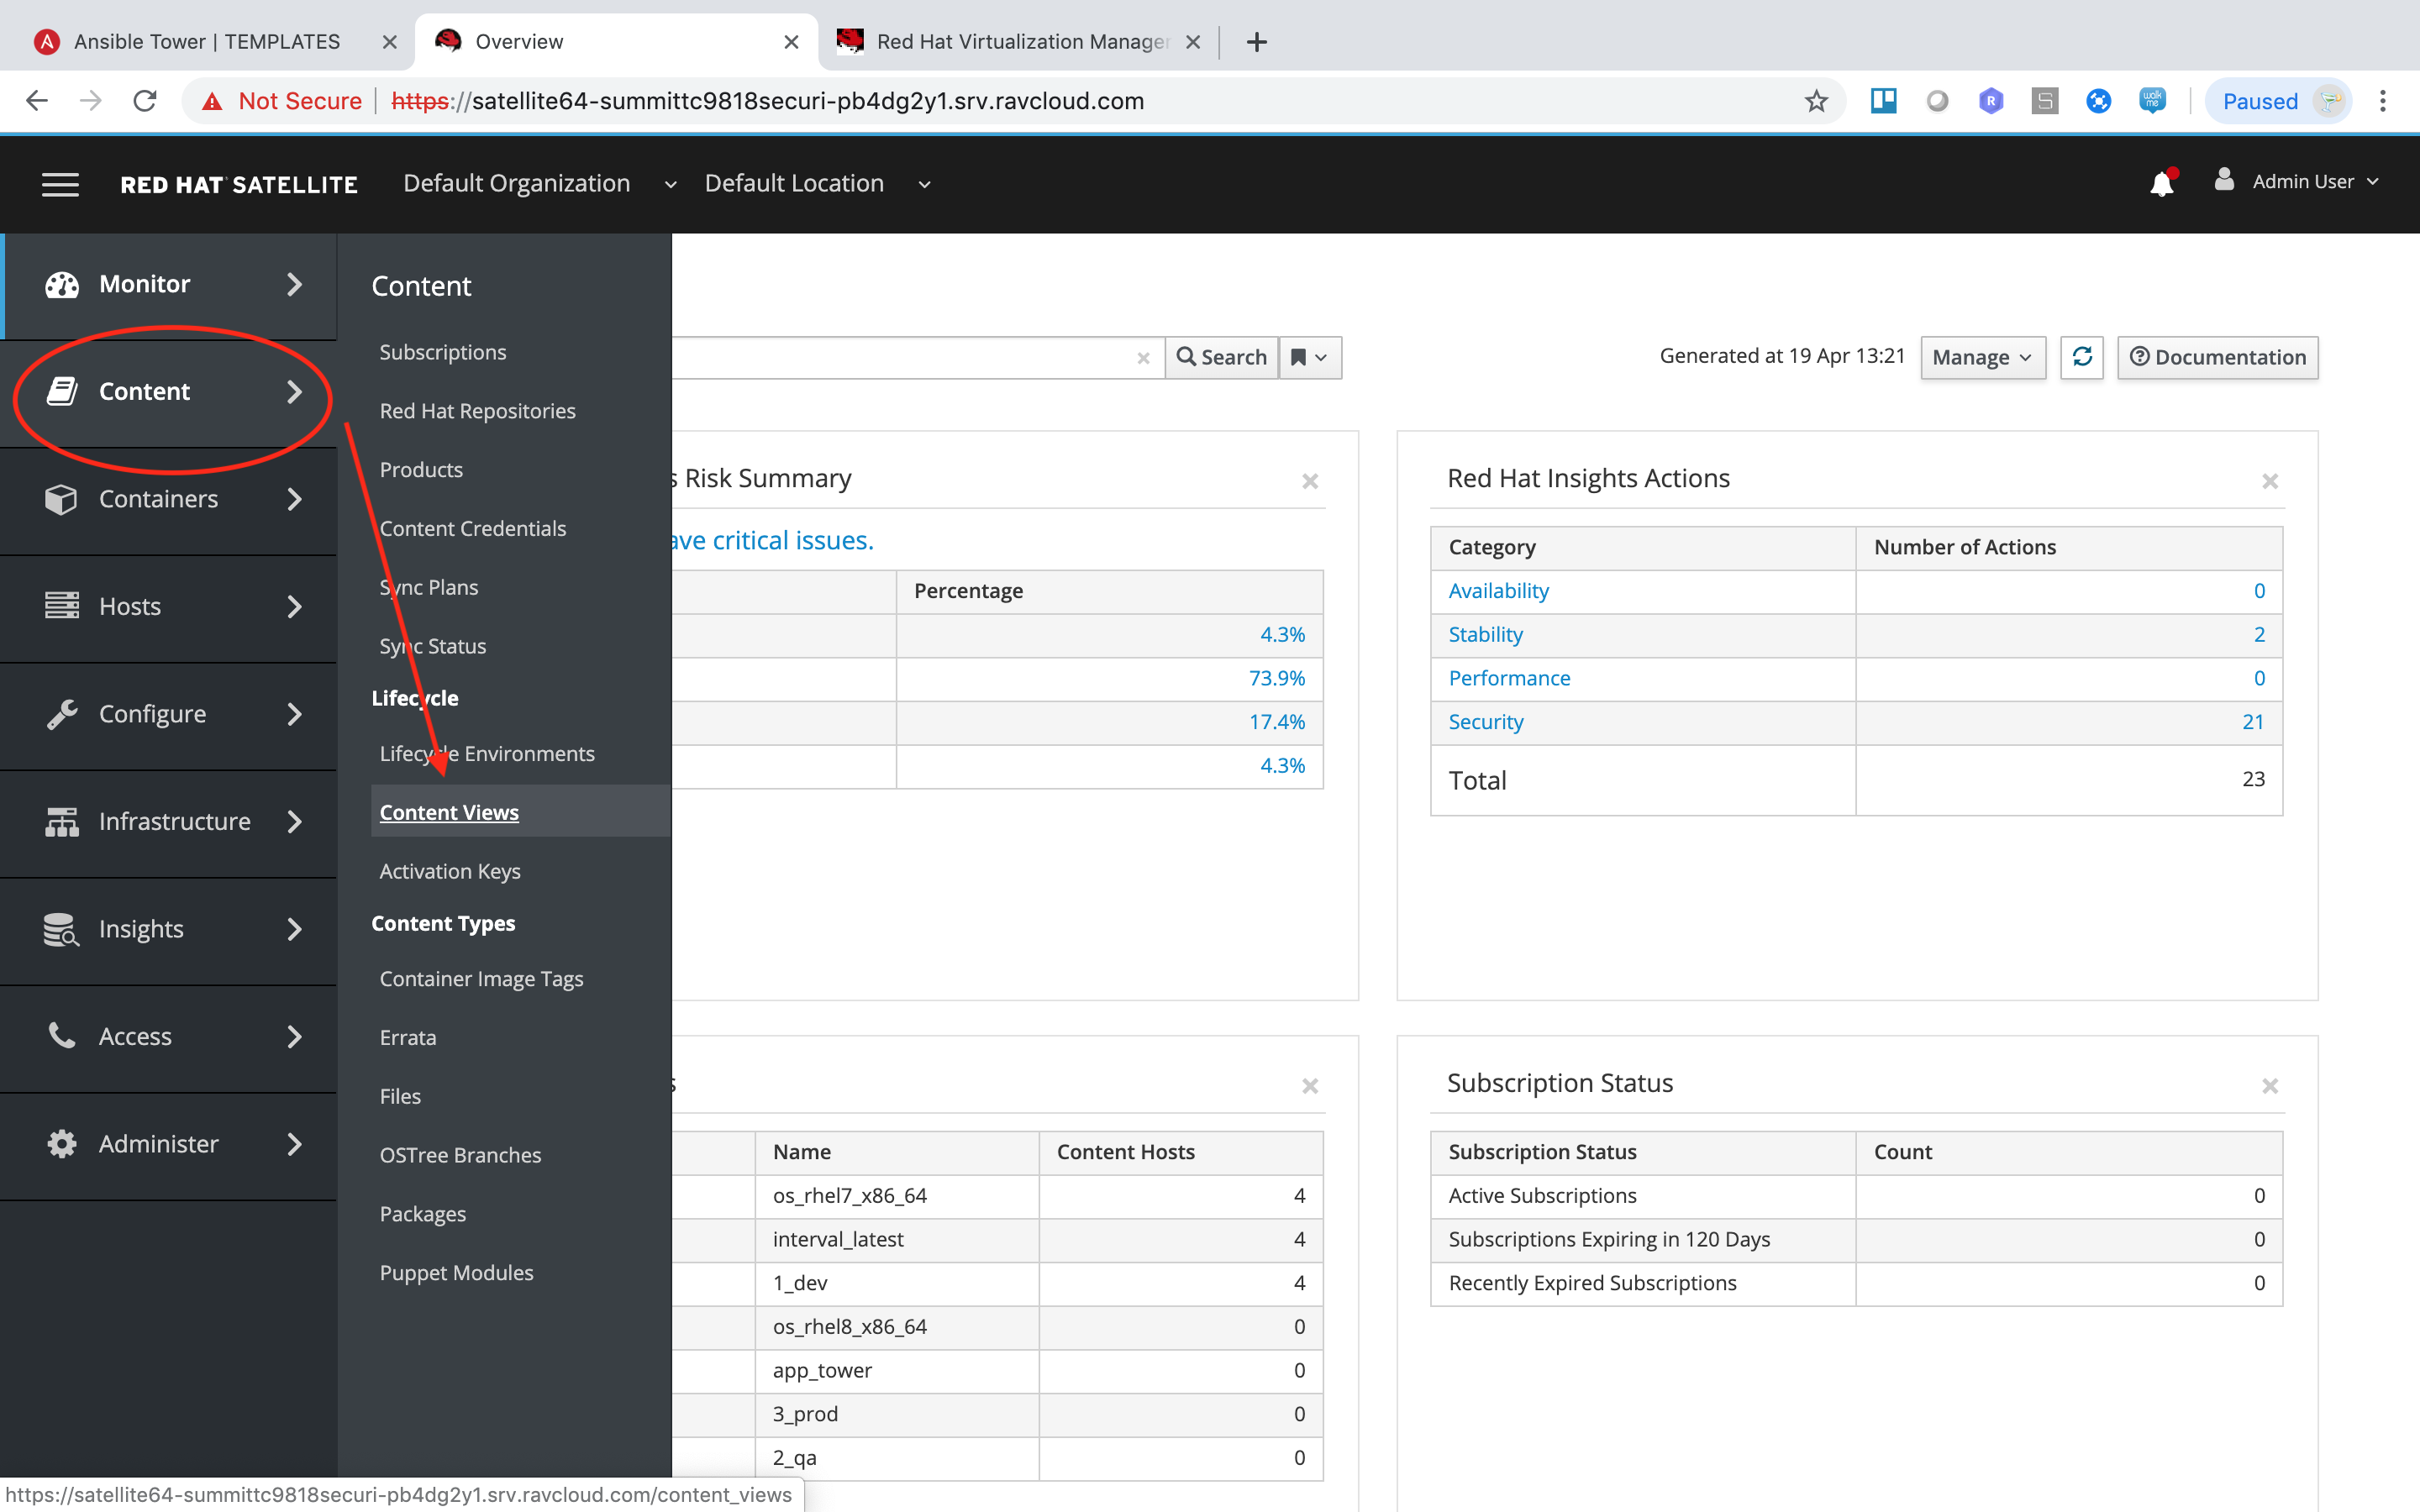 Ansible Tower | TEMPLATES
Overview
Red Hat Virtualization Manager
Not Secure
https://satellite64-summittc9818securi-pb4dg2y1.srv.ravcloud.com
R
S
walk me
Paused
RED HAT SATELLITE
Default Organization
Default Location
Admin User
Monitor
Content
Containers
Hosts
Configure
Infrastructure
Insights
Access
Administer
Content
Subscriptions
Red Hat Repositories
Products
Content Credentials
Sync Plans
Sync Status
Lifecycle
Lifecycle Environments
Content Views
Activation Keys
Content Types
Container Image Tags
Errata
Files
OSTree Branches
Packages
Puppet Modules
Search
Generated at 19 Apr 13:21
Manage
Documentation
s Risk Summary
ave critical issues.
Percentage
4.3%
73.9%
17.4%
4.3%
Red Hat Insights Actions
Category Number of Actions
Availability 0
Stability 2
Performance 0
Security 21
Total 23
s
Name Content Hosts
os_rhel7_x86_64 4
interval_latest 4
1_dev 4
os_rhel8_x86_64 0
app_tower 0
3_prod 0
2_qa 0
Subscription Status
Subscription Status Count
Active Subscriptions 0
Subscriptions Expiring in 120 Days 0
Recently Expired Subscriptions 0
https://satellite64-summittc9818securi-pb4dg2y1.srv.ravcloud.com/content_views